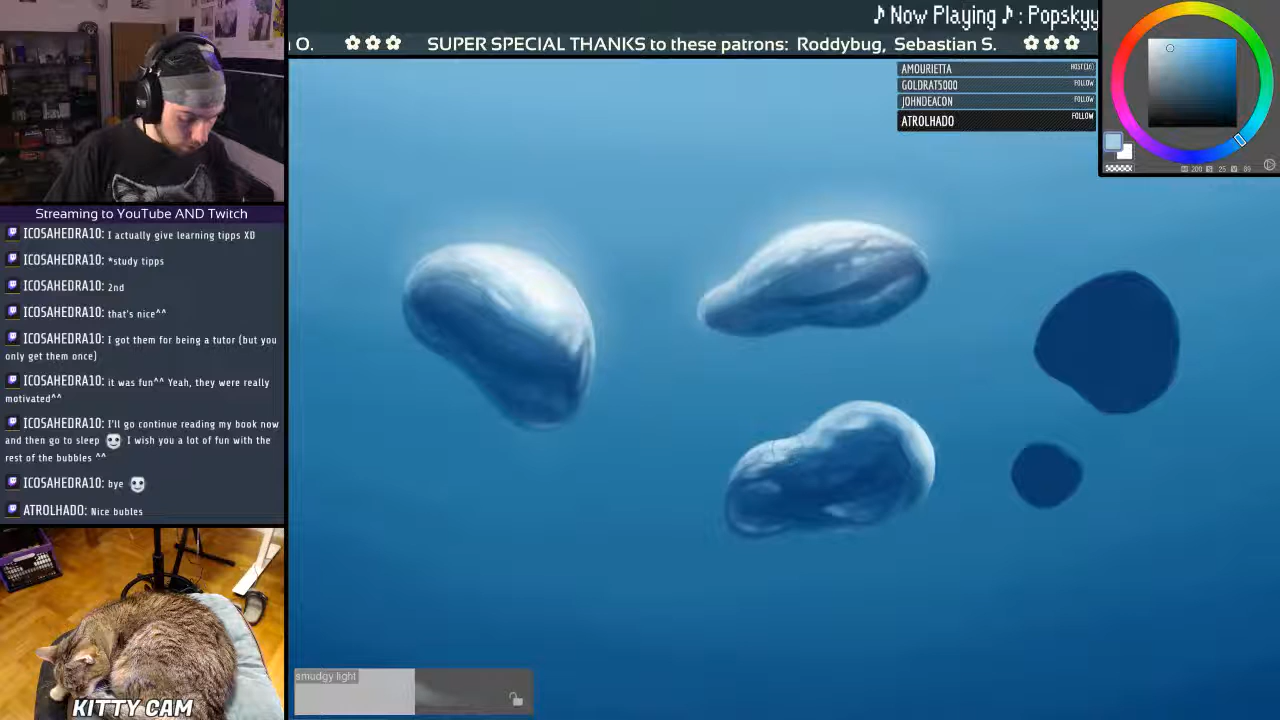 ♪ Now Playing ♪ : Popskyy
O.   ✿ ✿ ✿   SUPER SPECIAL THANKS to these patrons:  Roddybug,  Sebastian S.   ✿ ✿ ✿
AMOURIETTA
GOLDRAT5000 FOLLOW
JOHNDEACON FOLLOW
ATROLHADO FOLLOW
Streaming to YouTube AND Twitch
ICOSAHEDRA10: I actually give learning tipps XD
ICOSAHEDRA10: *study tipps
ICOSAHEDRA10: 2nd
ICOSAHEDRA10: that's nice^^
ICOSAHEDRA10: I got them for being a tutor (but you
only get them once)
ICOSAHEDRA10: it was fun^^ Yeah, they were really
motivated^^
ICOSAHEDRA10: I'll go continue reading my book now
and then go to sleep I wish you a lot of fun with the
rest of the bubbles ^^
ICOSAHEDRA10: bye
ATROLHADO: Nice bubles
smudgy light
KITTY CAM